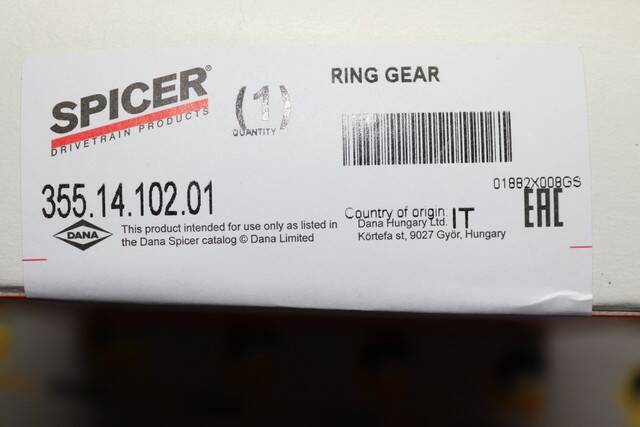 SPICER®
DRIVETRAIN PRODUCTS
(1)
QUANTITY
RING GEAR
01882X008GS
355.14.102.01
EAC
DANA
This product intended for use only as listed in
the Dana Spicer catalog © Dana Limited
Country of origin: IT
Dana Hungary Ltd.
Körtefa st, 9027 Györ, Hungary